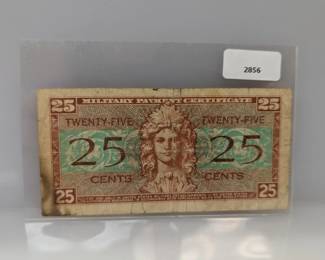 2856
25 MILITARY PAYMENT CERTIFICATE 25
TWENTY-FIVE TWENTY-FIVE
25 25
CENTS CENTS
25 25